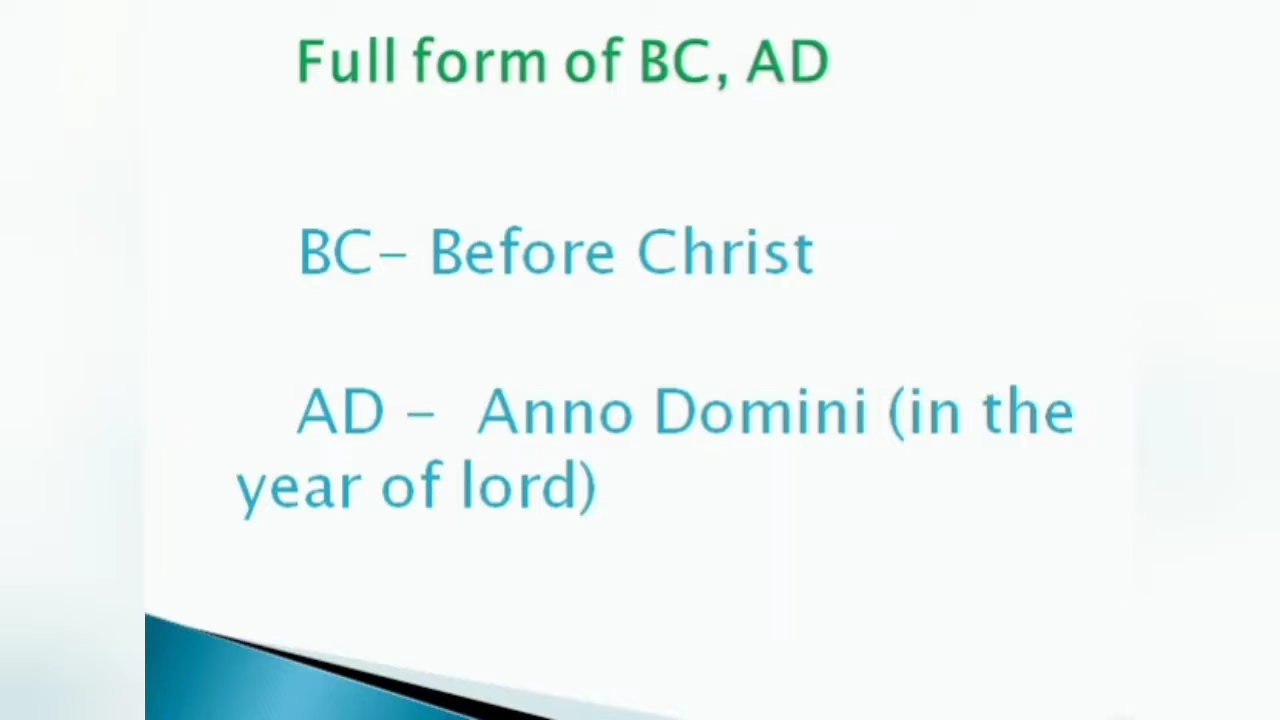 Full form of BC, AD
BC- Before Christ
AD - Anno Domini (in the
year of lord)